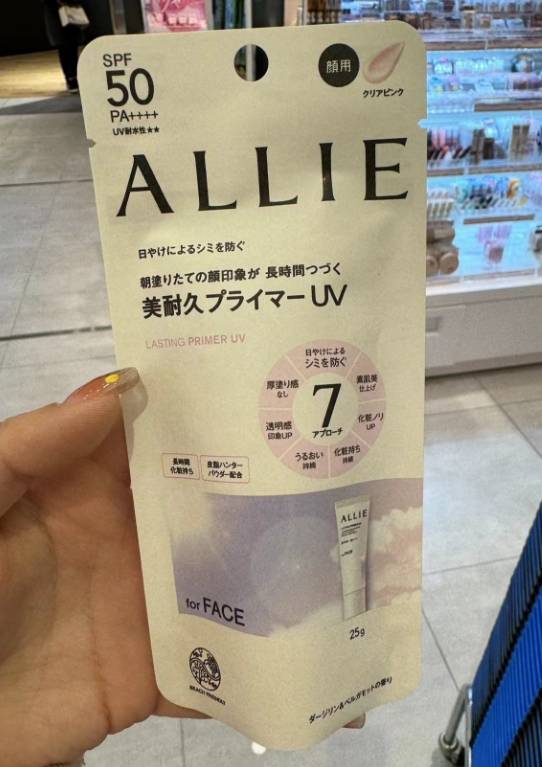 SPF
50
PA++++
UV耐水性★★
顔用
クリアピンク
ALLIE
日やけによるシミを防ぐ
朝塗りたての顔印象が 長時間つづく
美耐久プライマーUV
LASTING PRIMER UV
日やけによる
シミを防ぐ
素肌美
仕上げ
化粧ノリ
UP
化粧持ち
持続
うるおい
持続
透明感
印象UP
厚塗り感
なし
7
アプローチ
長時間
化粧持ち
皮脂ハンター
パウダー配合
ALLIE
for FACE
25g
BEACH FRIENDLY
ダージリン&ベルガモットの香り